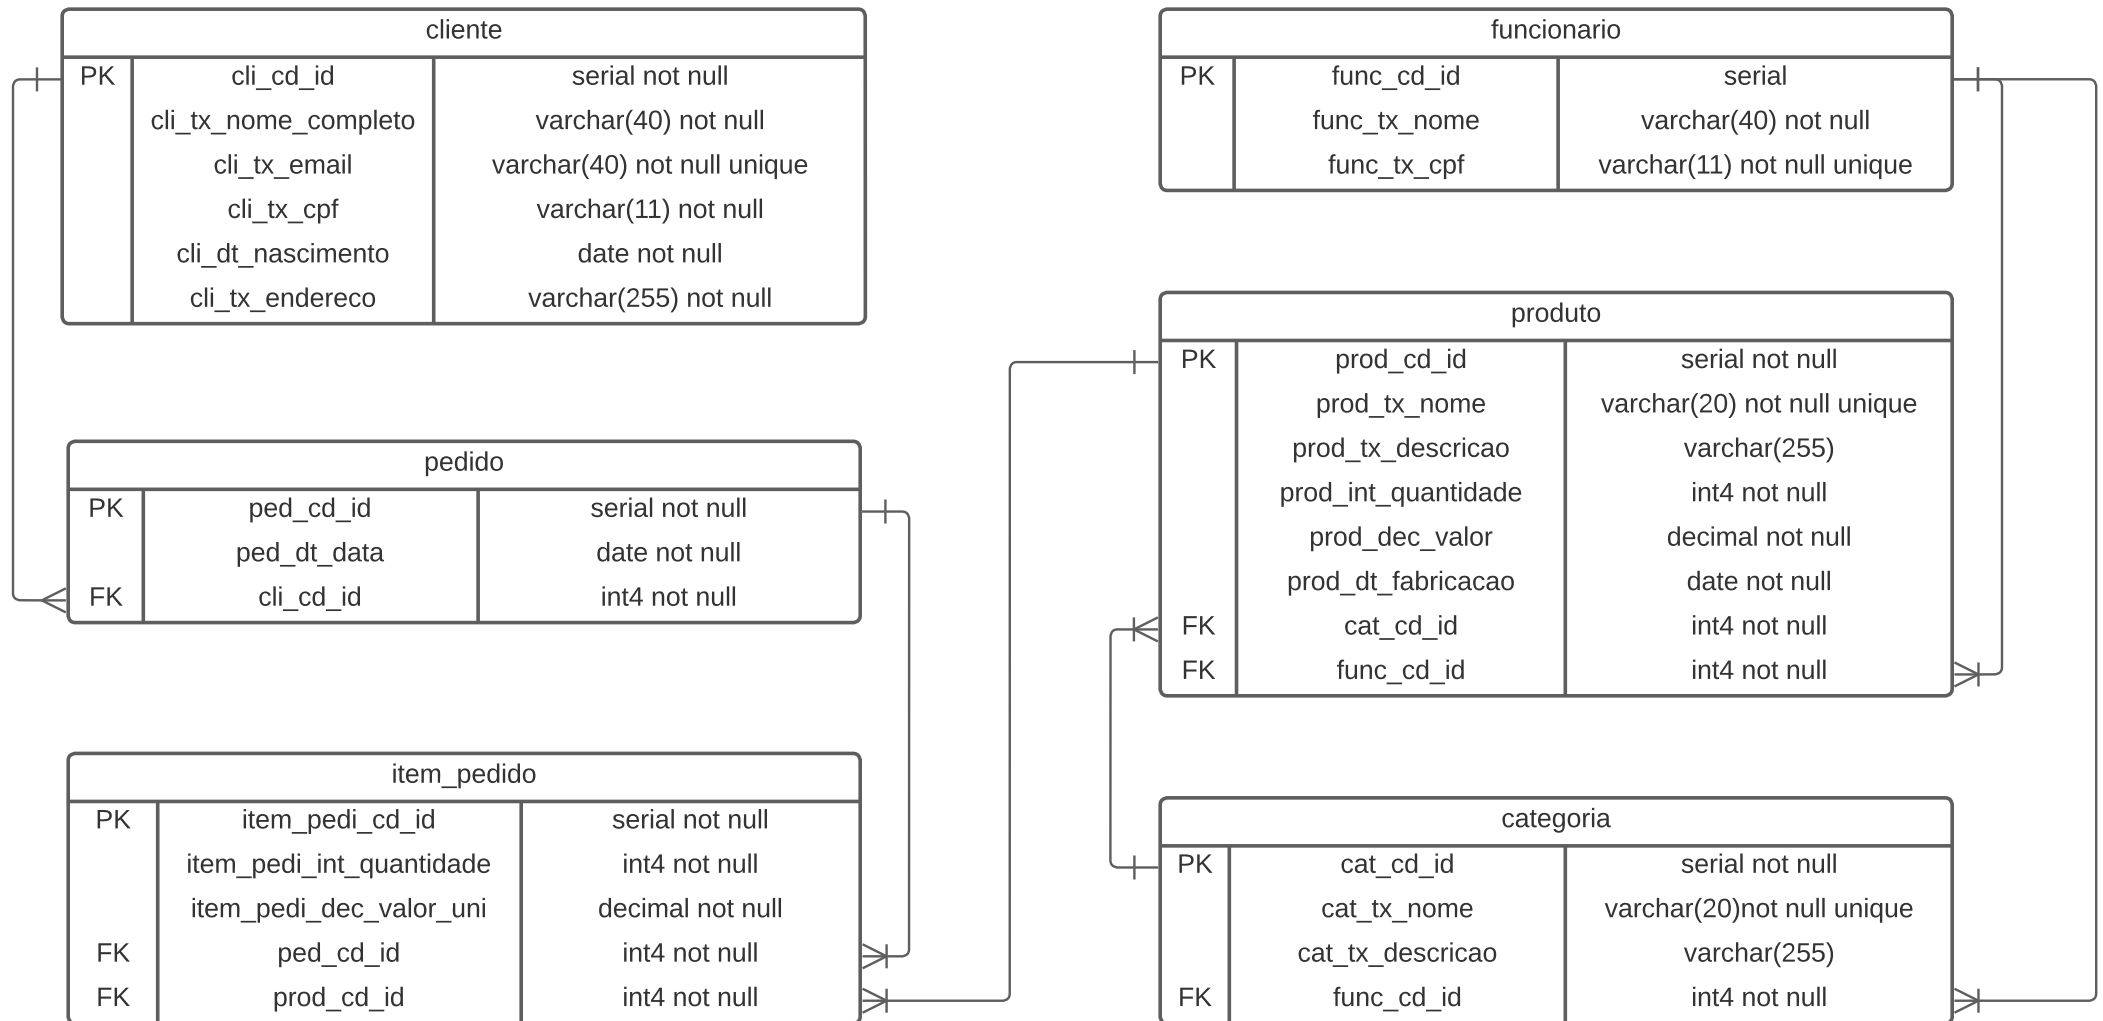 cliente
PK cli_cd_id serial not null
cli_tx_nome_completo varchar(40) not null
cli_tx_email varchar(40) not null unique
cli_tx_cpf varchar(11) not null
cli_dt_nascimento date not null
cli_tx_endereco varchar(255) not null
pedido
PK ped_cd_id serial not null
ped_dt_data date not null
FK cli_cd_id int4 not null
item_pedido
PK item_pedi_cd_id serial not null
item_pedi_int_quantidade int4 not null
item_pedi_dec_valor_uni decimal not null
FK ped_cd_id int4 not null
FK prod_cd_id int4 not null
funcionario
PK func_cd_id serial
func_tx_nome varchar(40) not null
func_tx_cpf varchar(11) not null unique
produto
PK prod_cd_id serial not null
prod_tx_nome varchar(20) not null unique
prod_tx_descricao varchar(255)
prod_int_quantidade int4 not null
prod_dec_valor decimal not null
prod_dt_fabricacao date not null
FK cat_cd_id int4 not null
FK func_cd_id int4 not null
categoria
PK cat_cd_id serial not null
cat_tx_nome varchar(20)not null unique
cat_tx_descricao varchar(255)
FK func_cd_id int4 not null